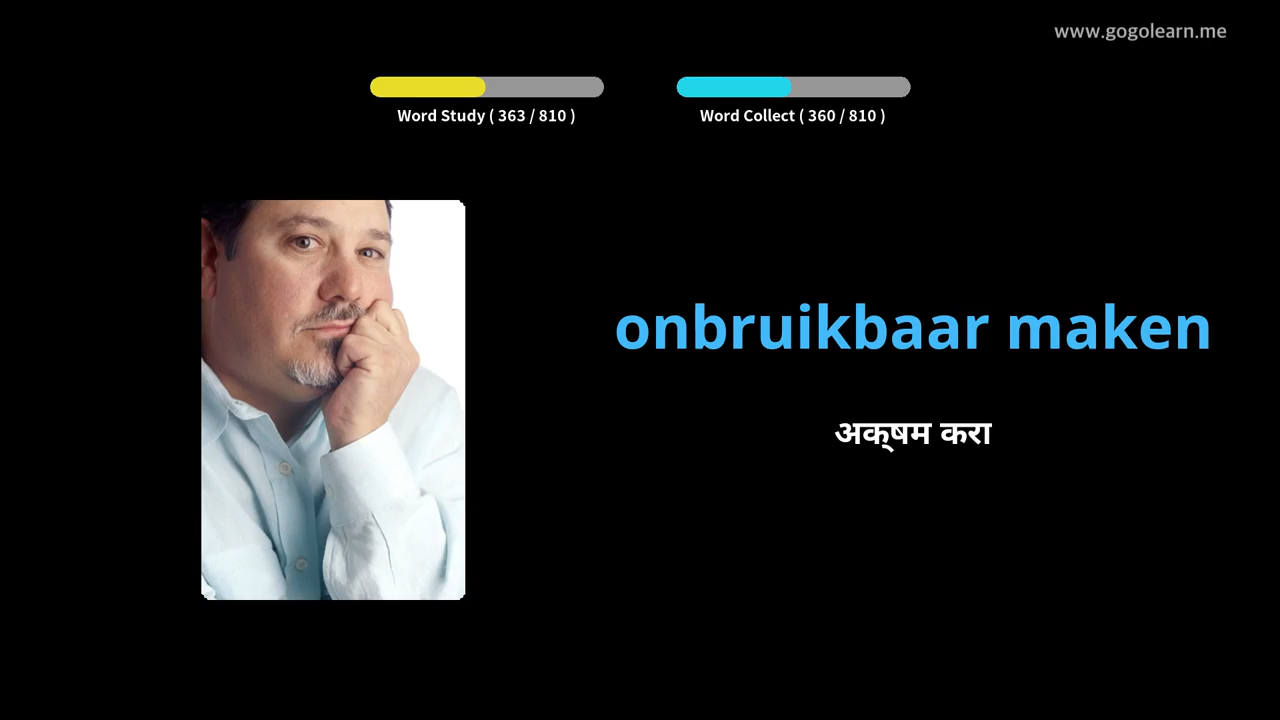 www.gogolearn.me
Word Study ( 363 / 810 )
Word Collect ( 360 / 810 )
onbruikbaar maken
अक्षम करा